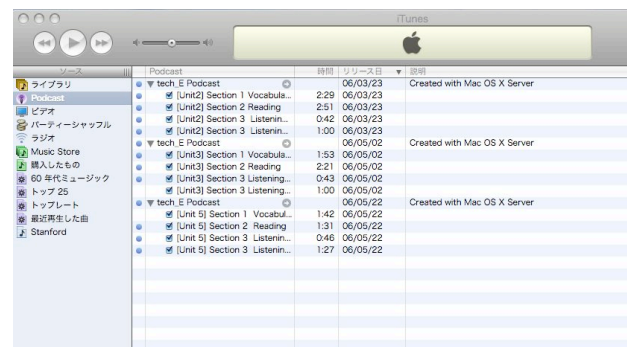 iTunes
ソース
Podcast 時間 リリース日 説明
ライブラリ
Podcast
ビデオ
パーティーシャッフル
ラジオ
Music Store
購入したもの
60 年代ミュージック
トップ 25
トップレート
最近再生した曲
Stanford
tech_E Podcast 06/03/23 Created with Mac OS X Server
[Unit2] Section 1 Vocabula... 2:29 06/03/23
[Unit2] Section 2 Reading 2:51 06/03/23
[Unit2] Section 3 Listenin... 0:42 06/03/23
[Unit2] Section 3 Listenin... 1:00 06/03/23
tech_E Podcast 06/05/02 Created with Mac OS X Server
[Unit3] Section 1 Vocabula... 1:53 06/05/02
[Unit3] Section 2 Reading 2:21 06/05/02
[Unit3] Section 3 Listening... 0:43 06/05/02
[Unit3] Section 3 Listening... 1:00 06/05/02
tech_E Podcast 06/05/22 Created with Mac OS X Server
[Unit 5] Section 1 Vocabul... 1:42 06/05/22
[Unit 5] Section 2 Reading 1:31 06/05/22
[Unit 5] Section 3 Listenin... 0:46 06/05/22
[Unit 5] Section 3 Listenin... 1:27 06/05/22